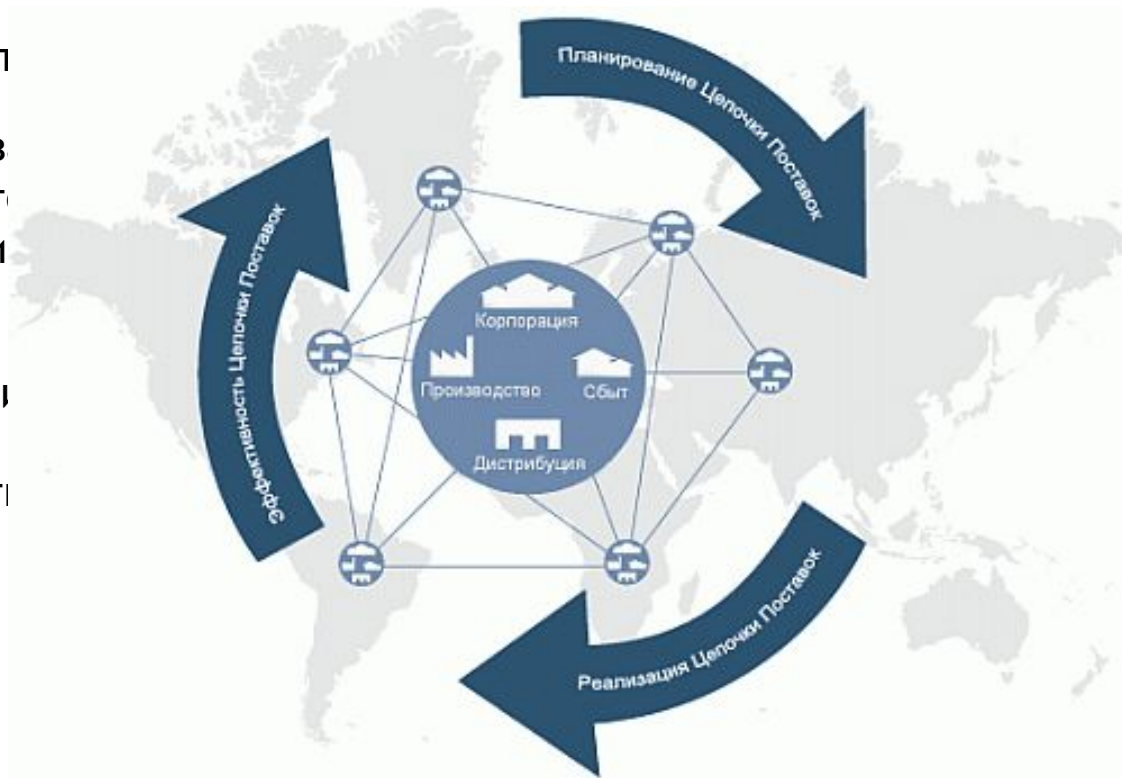 Планирование Цепочки Поставок
Эффективность Цепочки Поставок
Корпорация
Производство
Сбыт
Дистрибуция
Реализация Цепочки Поставок